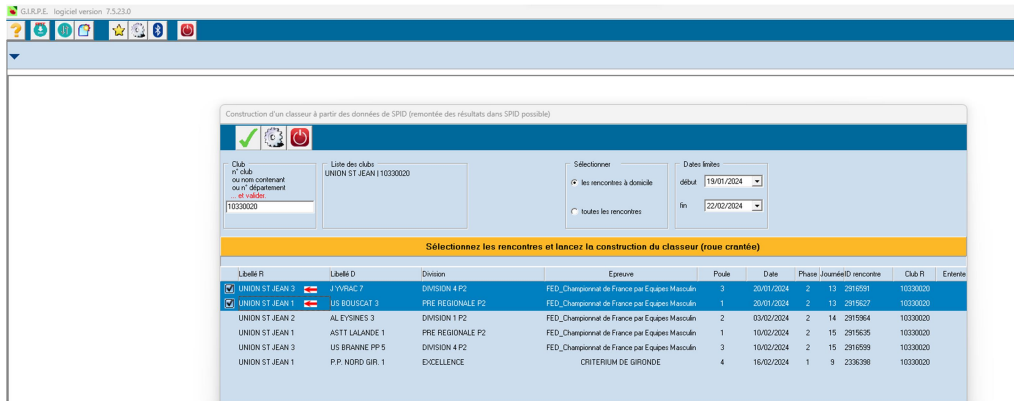 G.I.R.P.E. logiciel version 7.5.23.0
Construction d'un classeur à partir des données de SPID (remontée des résultats dans SPID possible)
Club
n° club
ou nom contenant
ou n° département
... et valider
10330020
Liste des clubs
UNION ST JEAN | 10330020
Sélectionner
les rencontres à domicile
toutes les rencontres
Dates limites
début 19/01/2024
fin 22/02/2024
Sélectionnez les rencontres et lancez la construction du classeur (roue crantée)
Libellé R Libellé D Division Epreuve Poule Date Phase Journée ID rencontre Club R Entente
UNION ST JEAN 3 J YVRAC 7 DIVISION 4 P2 FED_Championnat de France par Equipes Masculin 3 20/01/2024 2 13 2916591 10330020
UNION ST JEAN 1 US BOUSCAT 3 PRE REGIONALE P2 FED_Championnat de France par Equipes Masculin 1 20/01/2024 2 13 2915627 10330020
UNION ST JEAN 2 AL EYSINES 3 DIVISION 1 P2 FED_Championnat de France par Equipes Masculin 2 03/02/2024 2 14 2915964 10330020
UNION ST JEAN 1 ASTT LALANDE 1 PRE REGIONALE P2 FED_Championnat de France par Equipes Masculin 1 10/02/2024 2 15 2915635 10330020
UNION ST JEAN 3 US BRANNE PP 5 DIVISION 4 P2 FED_Championnat de France par Equipes Masculin 3 10/02/2024 2 15 2916599 10330020
UNION ST JEAN 1 P.P. NORD GIR. 1 EXCELLENCE CRITERIUM DE GIRONDE 4 16/02/2024 1 9 2336398 10330020